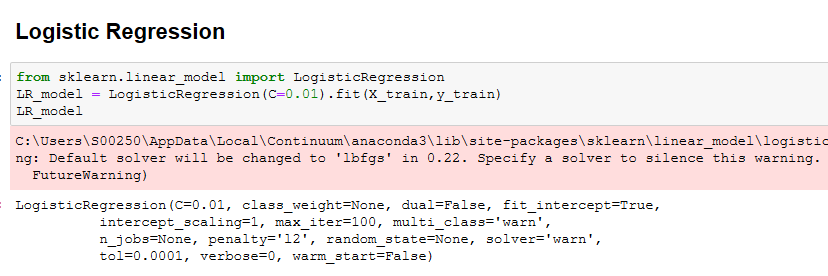 Logistic Regression
from sklearn.linear_model import LogisticRegression
LR_model = LogisticRegression(C=0.01).fit(X_train,y_train)
LR_model
C:\Users\S00250\AppData\Local\Continuum\anaconda3\lib\site-packages\sklearn\linear_model\logistic
ng: Default solver will be changed to 'lbfgs' in 0.22. Specify a solver to silence this warning.
FutureWarning)
LogisticRegression(C=0.01, class_weight=None, dual=False, fit_intercept=True,
intercept_scaling=1, max_iter=100, multi_class='warn',
n_jobs=None, penalty='l2', random_state=None, solver='warn',
tol=0.0001, verbose=0, warm_start=False)